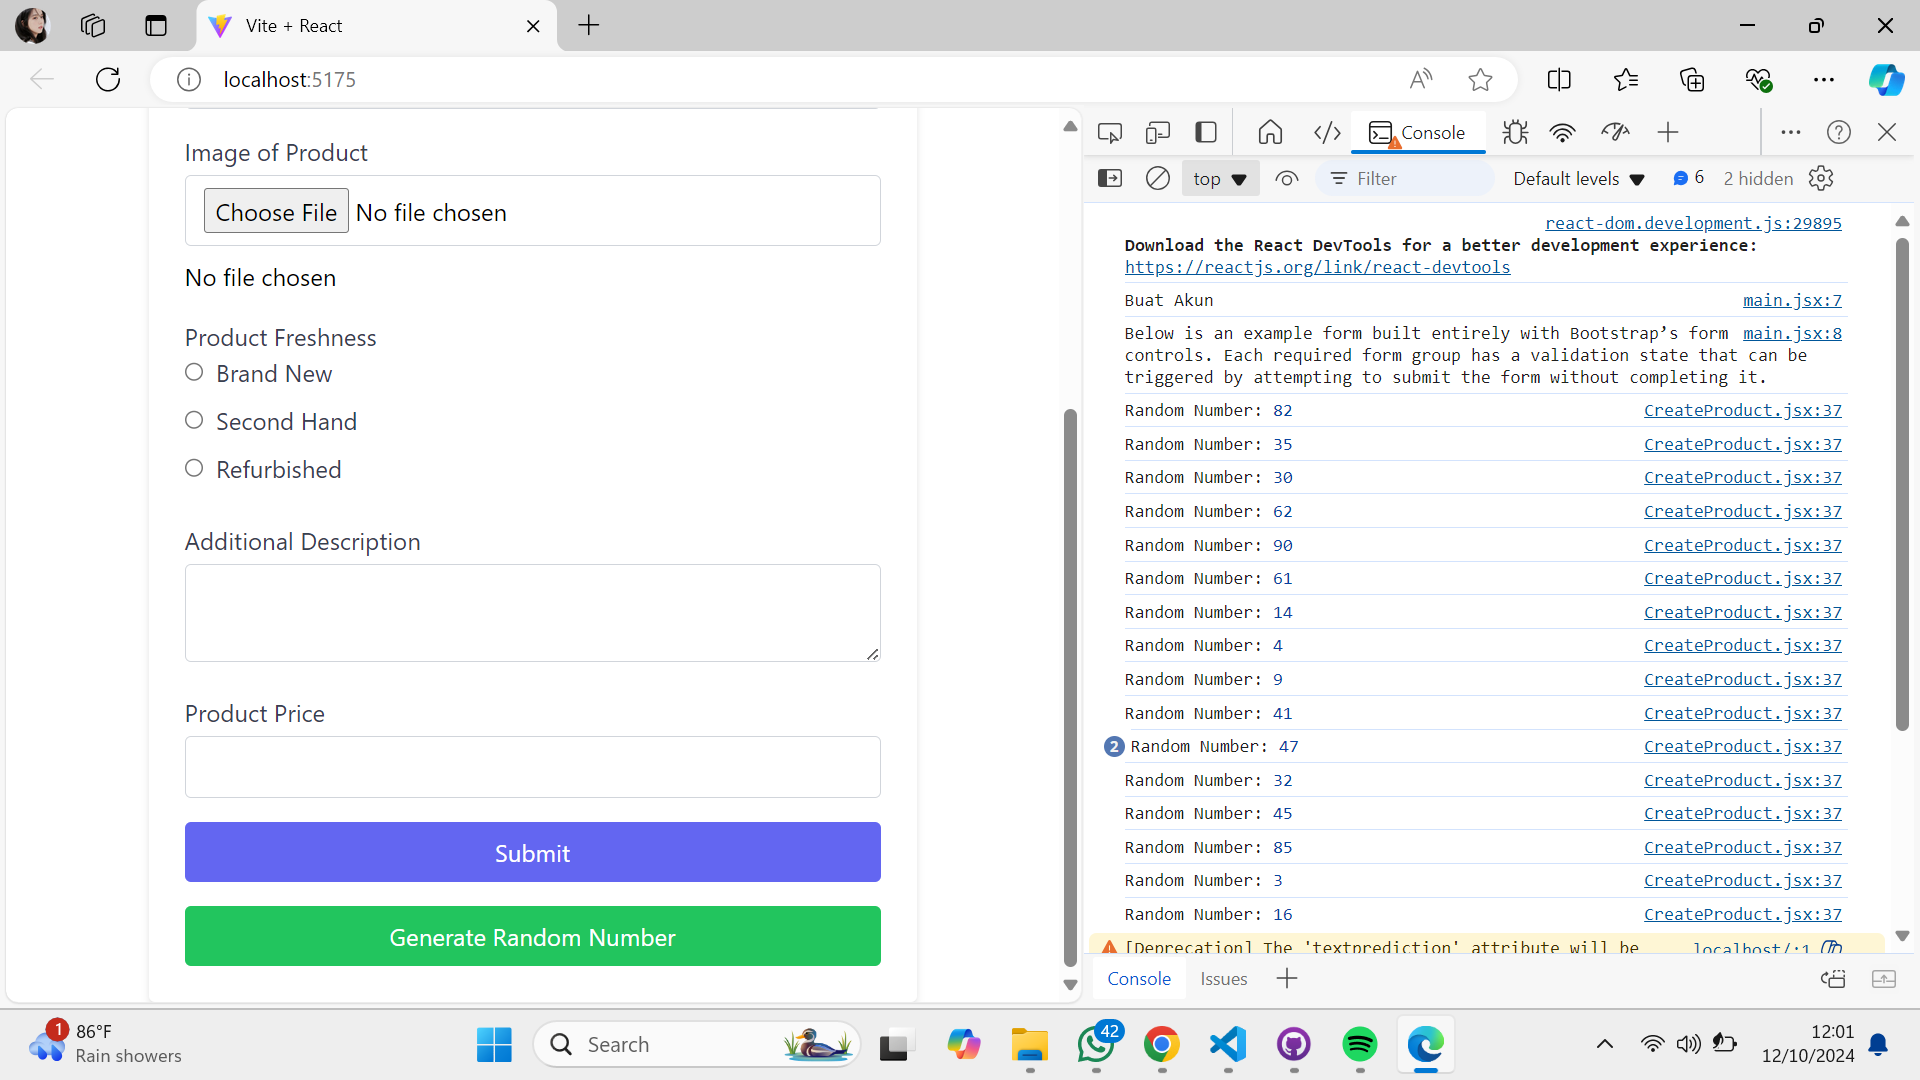 Vite + React
localhost:5175
Image of Product
Choose File No file chosen
No file chosen
Product Freshness
Brand New
Second Hand
Refurbished
Additional Description
Product Price
Submit
Generate Random Number
Console
top
Filter
Default levels
6
2 hidden
react-dom.development.js:29895
Download the React DevTools for a better development experience:
https://reactjs.org/link/react-devtools
Buat Akun main.jsx:7
Below is an example form built entirely with Bootstrap’s form main.jsx:8
controls. Each required form group has a validation state that can be
triggered by attempting to submit the form without completing it.
Random Number: 82 CreateProduct.jsx:37
Random Number: 35 CreateProduct.jsx:37
Random Number: 30 CreateProduct.jsx:37
Random Number: 62 CreateProduct.jsx:37
Random Number: 90 CreateProduct.jsx:37
Random Number: 61 CreateProduct.jsx:37
Random Number: 14 CreateProduct.jsx:37
Random Number: 4 CreateProduct.jsx:37
Random Number: 9 CreateProduct.jsx:37
Random Number: 41 CreateProduct.jsx:37
2 Random Number: 47 CreateProduct.jsx:37
Random Number: 32 CreateProduct.jsx:37
Random Number: 45 CreateProduct.jsx:37
Random Number: 85 CreateProduct.jsx:37
Random Number: 3 CreateProduct.jsx:37
Random Number: 16 CreateProduct.jsx:37
[Deprecation] The 'textprediction' attribute will be localhost/:1
Console
Issues
1
86°F
Rain showers
Search
42
12:01
12/10/2024